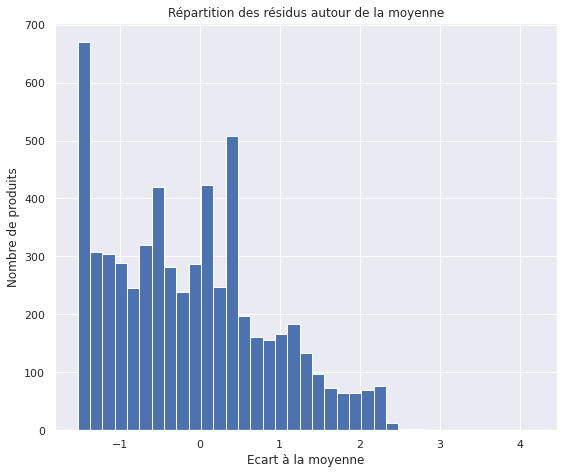 Répartition des résidus autour de la moyenne
700
600
500
400
300
200
100
0
Nombre de produits
−1 0 1 2 3 4
Ecart à la moyenne